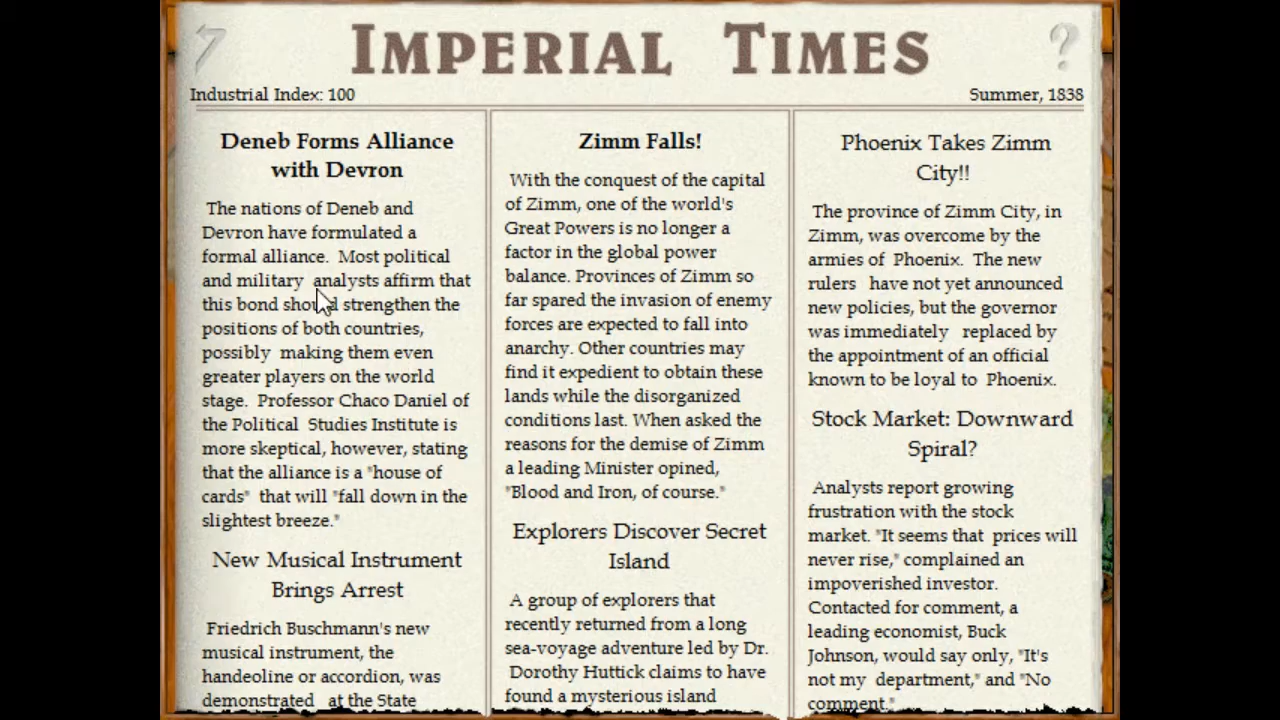 7
IMPERIAL TIMES
?
Industrial Index: 100
Summer, 1838
Deneb Forms Alliance
with Devron
The nations of Deneb and
Devron have formulated a
formal alliance. Most political
and military analysts affirm that
this bond should strengthen the
positions of both countries,
possibly making them even
greater players on the world
stage. Professor Chaco Daniel of
the Political Studies Institute is
more skeptical, however, stating
that the alliance is a "house of
cards" that will "fall down in the
slightest breeze."
New Musical Instrument
Brings Arrest
Friedrich Buschmann's new
musical instrument, the
handeoline or accordion, was
demonstrated at the State
Zimm Falls!
With the conquest of the capital
of Zimm, one of the world's
Great Powers is no longer a
factor in the global power
balance. Provinces of Zimm so
far spared the invasion of enemy
forces are expected to fall into
anarchy. Other countries may
find it expedient to obtain these
lands while the disorganized
conditions last. When asked the
reasons for the demise of Zimm
a leading Minister opined,
"Blood and Iron, of course."
Explorers Discover Secret
Island
A group of explorers that
recently returned from a long
sea-voyage adventure led by Dr.
Dorothy Huttick claims to have
found a mysterious island
Phoenix Takes Zimm
City!!
The province of Zimm City, in
Zimm, was overcome by the
armies of Phoenix. The new
rulers have not yet announced
new policies, but the governor
was immediately replaced by
the appointment of an official
known to be loyal to Phoenix.
Stock Market: Downward
Spiral?
Analysts report growing
frustration with the stock
market. "It seems that prices will
never rise," complained an
impoverished investor.
Contacted for comment, a
leading economist, Buck
Johnson, would say only, "It's
not my department," and "No
comment."